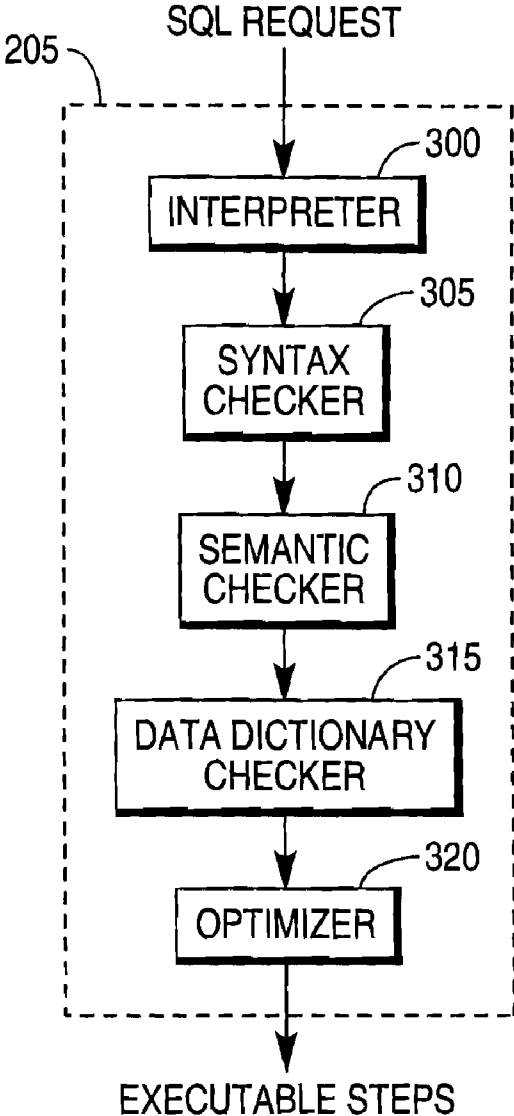 SQL REQUEST
205
300
INTERPRETER
305
SYNTAX
CHECKER
310
SEMANTIC
CHECKER
315
DATA DICTIONARY
CHECKER
320
OPTIMIZER
EXECUTABLE STEPS